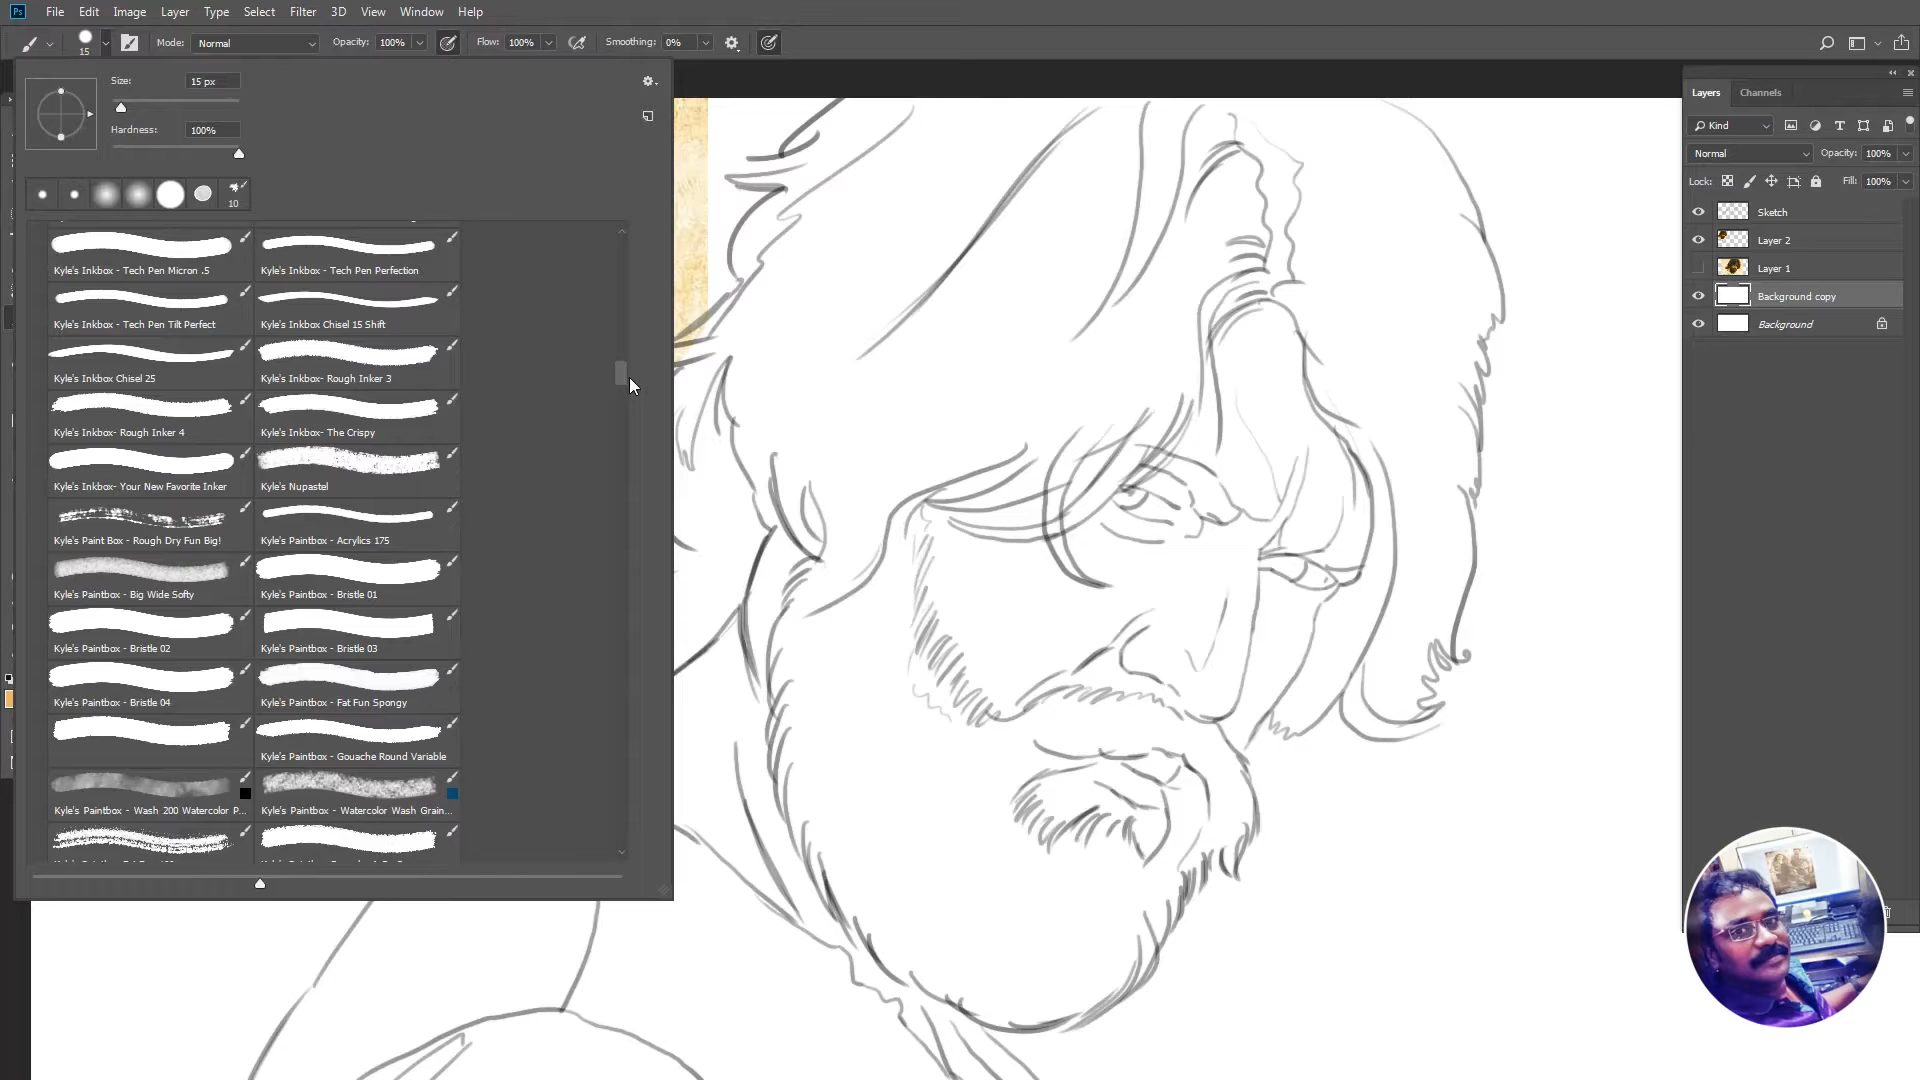 Ps File Edit Image Layer Type Select Filter 3D View Window Help
15 Mode: Normal Opacity: 100% Flow: 100% Smoothing: 0%
Size: 15 px
Hardness: 100%
10
Kyle's Inkbox - Tech Pen Micron .5 Kyle's Inkbox - Tech Pen Perfection
Kyle's Inkbox - Tech Pen Tilt Perfect Kyle's Inkbox Chisel 15 Shift
Kyle's Inkbox Chisel 25 Kyle's Inkbox- Rough Inker 3
Kyle's Inkbox- Rough Inker 4 Kyle's Inkbox- The Crispy
Kyle's Inkbox- Your New Favorite Inker Kyle's Nupastel
Kyle's Paint Box - Rough Dry Fun Big! Kyle's Paintbox - Acrylics 175
Kyle's Paintbox - Big Wide Softy Kyle's Paintbox - Bristle 01
Kyle's Paintbox - Bristle 02 Kyle's Paintbox - Bristle 03
Kyle's Paintbox - Bristle 04 Kyle's Paintbox - Fat Fun Spongy
Kyle's Paintbox - Gouache Round Variable
Kyle's Paintbox - Wash 200 Watercolor P... Kyle's Paintbox - Watercolor Wash Grain...
Layers Channels
Kind
Normal Opacity: 100%
Lock: Fill: 100%
Sketch
Layer 2
Layer 1
Background copy
Background